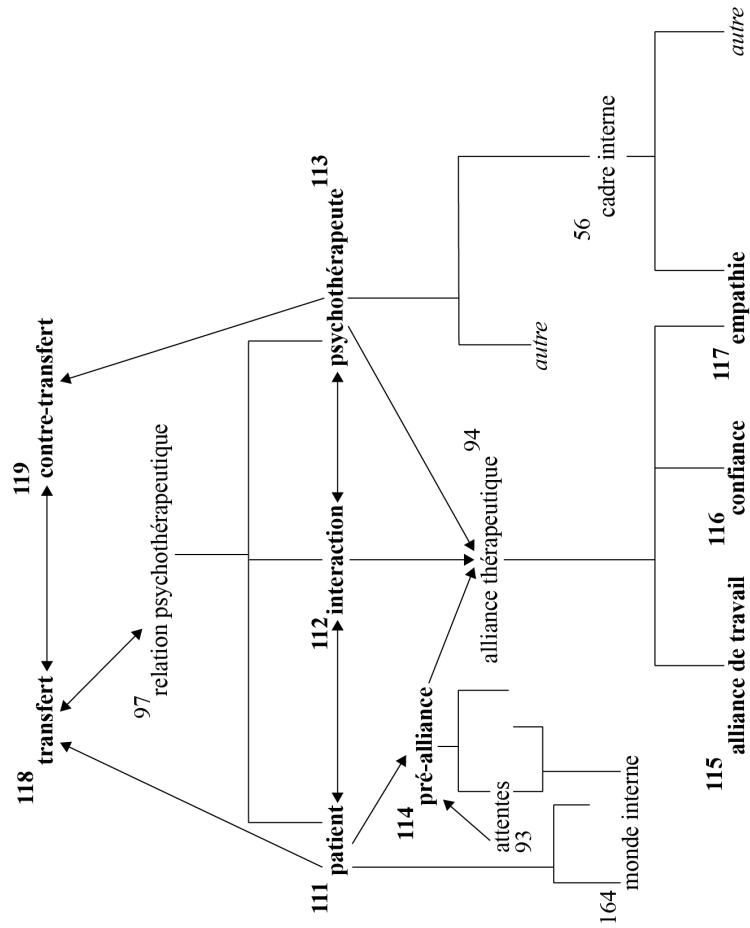 118 transfert
119 contre-transfert
97 relation psychothérapeutique
111 patient
112 interaction
psychothérapeute 113
114 pré-alliance
attentes
93
alliance thérapeutique 94
autre
56
cadre interne
164 monde interne
115 alliance de travail
116 confiance
117 empathie
autre